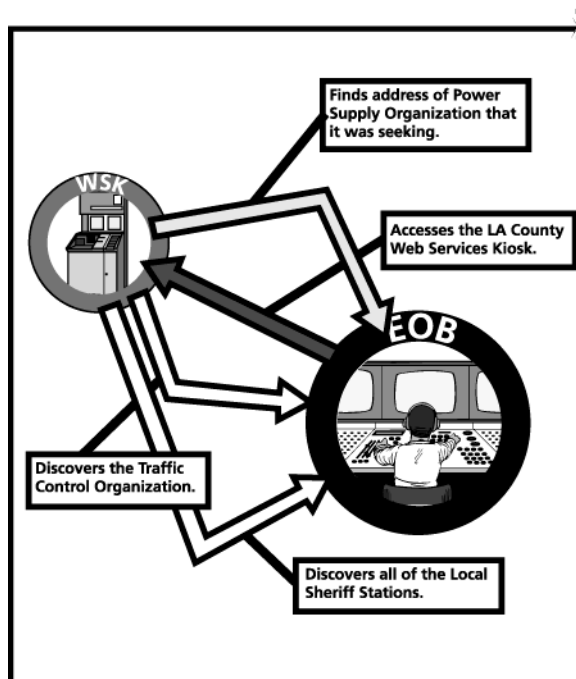 Finds address of Power
Supply Organization that
it was seeking.
WSK
Accesses the LA County
Web Services Kiosk.
EOB
Discovers the Traffic
Control Organization.
Discovers all of the Local
Sheriff Stations.